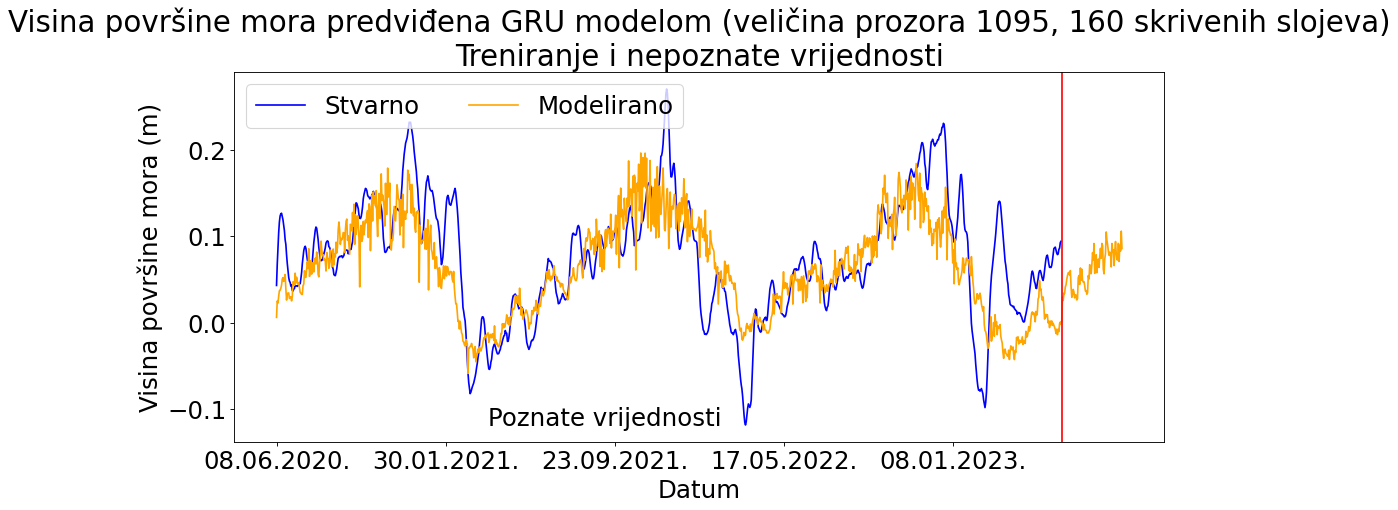 Visina površine mora predviđena GRU modelom (veličina prozora 1095, 160 skrivenih slojeva)
Treniranje i nepoznate vrijednosti
Stvarno
Modelirano
Visina površine mora (m)
0.2
0.1
0.0
−0.1
Poznate vrijednosti
08.06.2020.
30.01.2021.
23.09.2021.
17.05.2022.
08.01.2023.
Datum